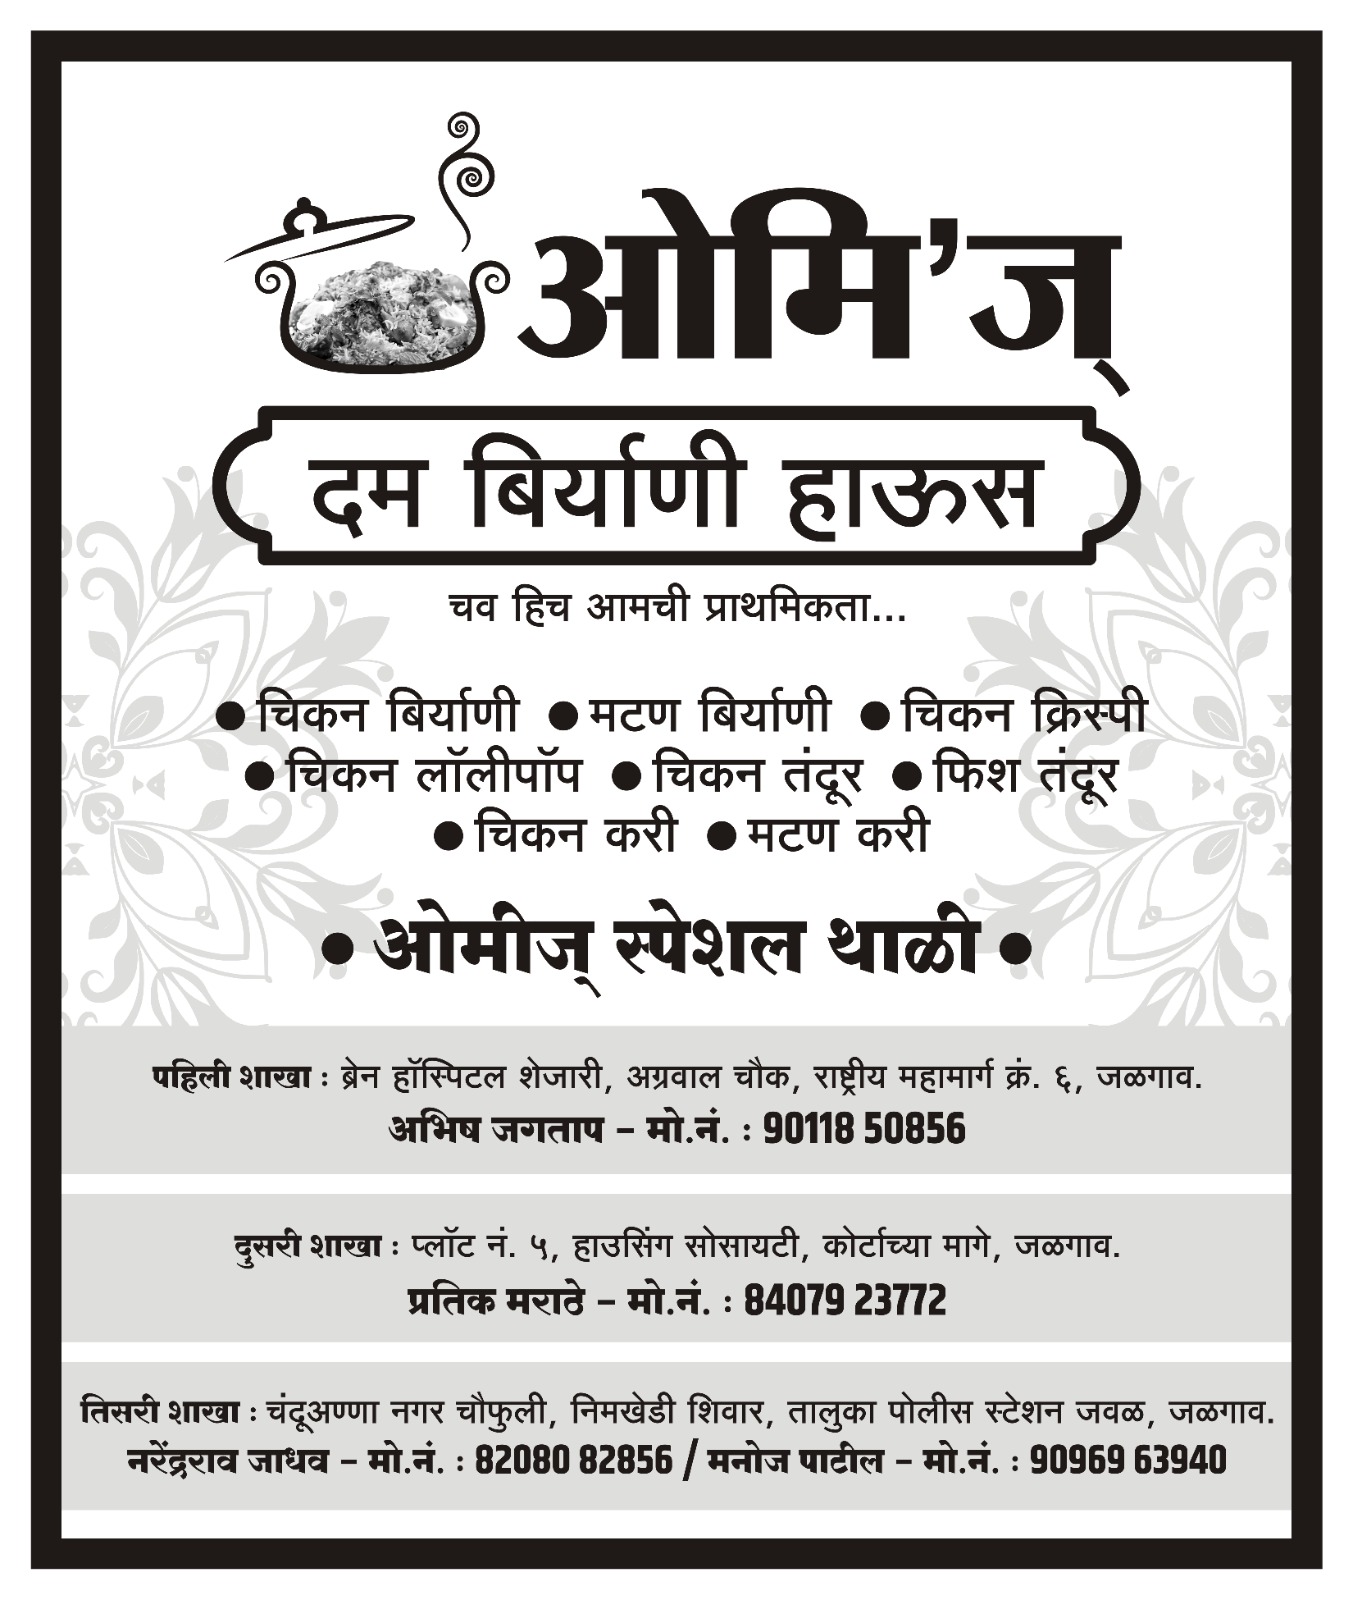 ओमि’ज्
दम बिर्याणी हाऊस
चव हिच आमची प्राथमिकता...
● चिकन बिर्याणी ● मटण बिर्याणी ● चिकन क्रिस्पी
● चिकन लॉलीपॉप ● चिकन तंदूर ● फिश तंदूर
● चिकन करी ● मटण करी
● ओमीज् स्पेशल थाळी ●
पहिली शाखा : ब्रेन हॉस्पिटल शेजारी, अग्रवाल चौक, राष्ट्रीय महामार्ग क्रं. ६, जळगाव.
अभिष जगताप – मो.नं. : 90118 50856
दुसरी शाखा : प्लॉट नं. ५, हाउसिंग सोसायटी, कोर्टाच्या मागे, जळगाव.
प्रतिक मराठे – मो.नं. : 84079 23772
तिसरी शाखा : चंदूअण्णा नगर चौफुली, निमखेडी शिवार, तालुका पोलीस स्टेशन जवळ, जळगाव.
नरेंद्रराव जाधव – मो.नं. : 82080 82856 / मनोज पाटील – मो.नं. : 90969 63940